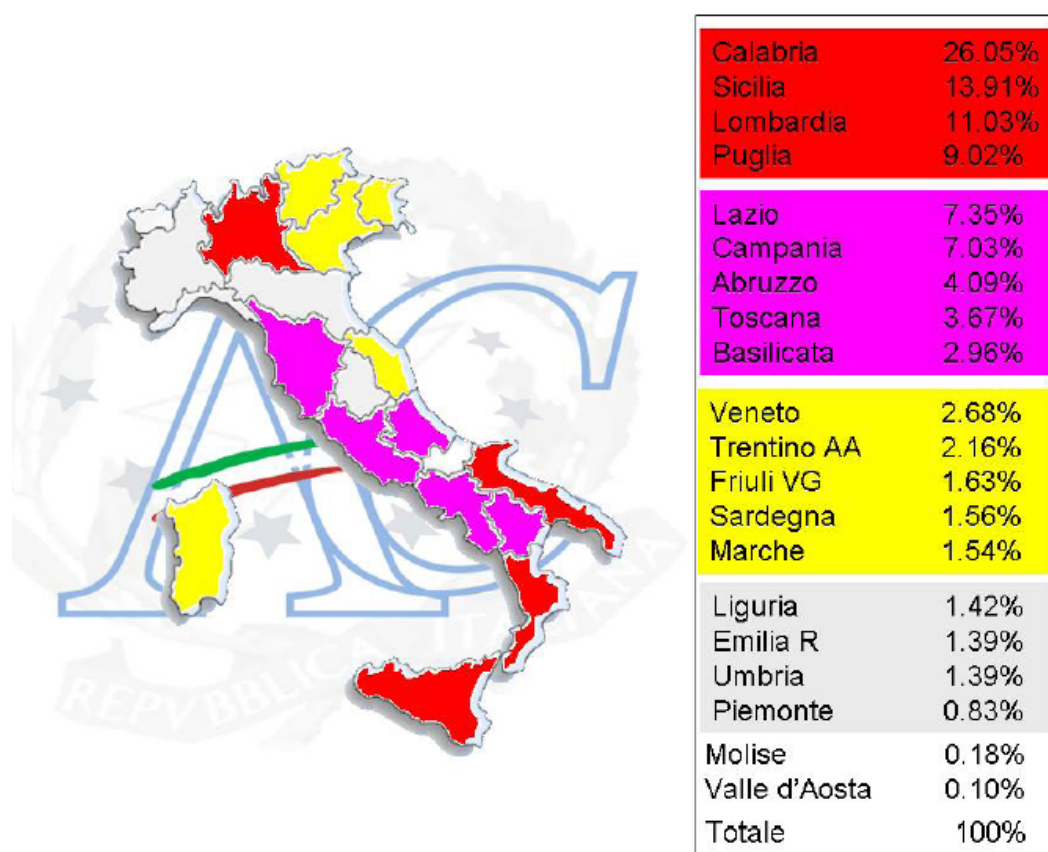 Calabria 26.05%
Sicilia 13.91%
Lombardia 11.03%
Puglia 9.02%
Lazio 7.35%
Campania 7.03%
Abruzzo 4.09%
Toscana 3.67%
Basilicata 2.96%
Veneto 2.68%
Trentino AA 2.16%
Friuli VG 1.63%
Sardegna 1.56%
Marche 1.54%
Liguria 1.42%
Emilia R 1.39%
Umbria 1.39%
Piemonte 0.83%
Molise 0.18%
Valle d'Aosta 0.10%
Totale 100%
AC
REPVBBLICA ITALIANA